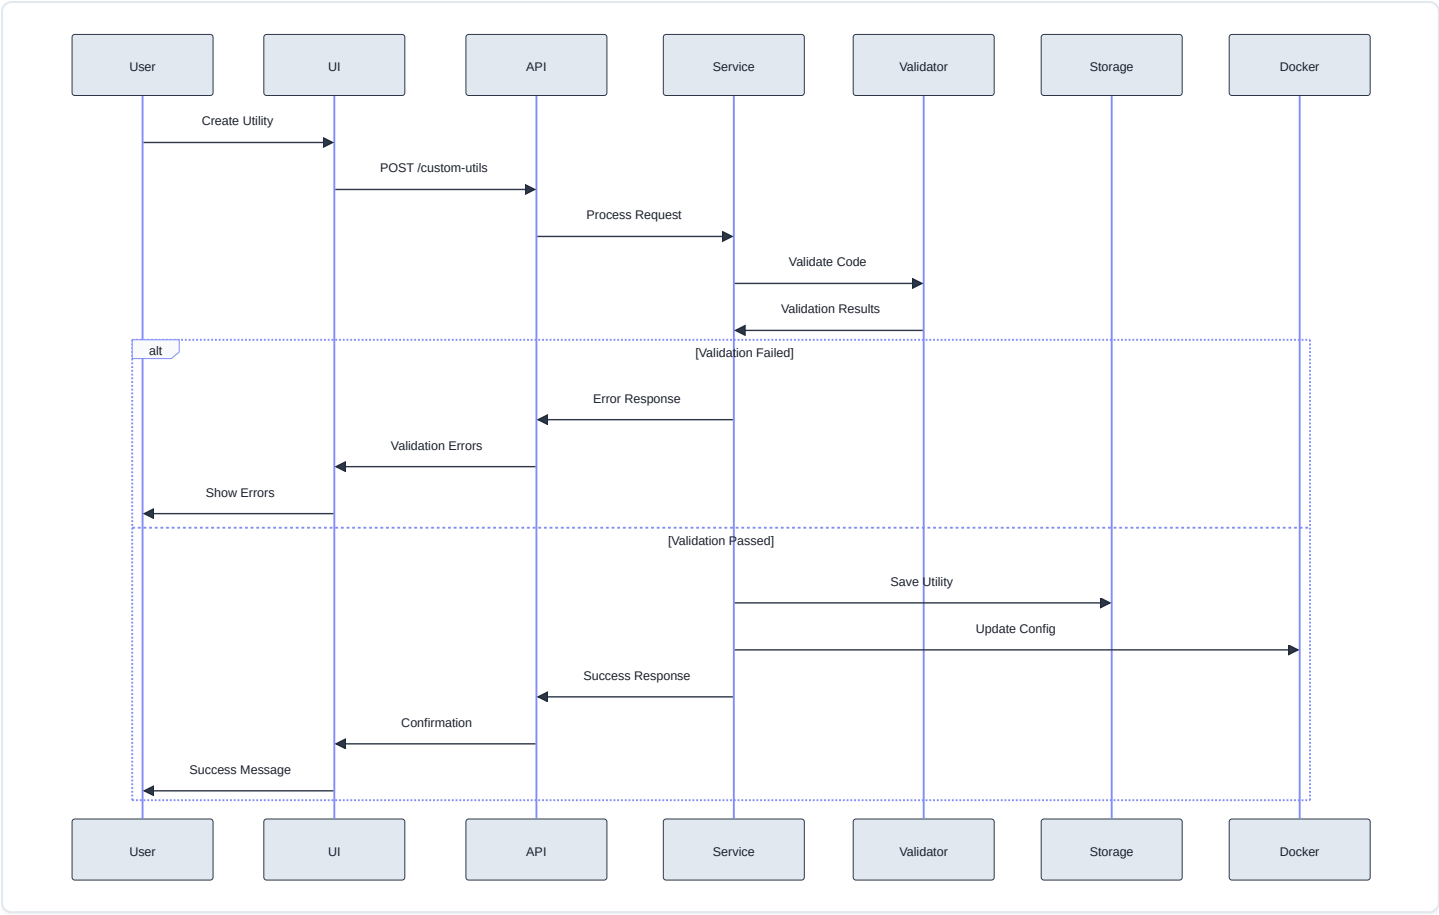 User
UI
API
Service
Validator
Storage
Docker
Create Utility
POST /custom-utils
Process Request
Validate Code
Validation Results
alt
[Validation Failed]
Error Response
Validation Errors
Show Errors
[Validation Passed]
Save Utility
Update Config
Success Response
Confirmation
Success Message
User
UI
API
Service
Validator
Storage
Docker